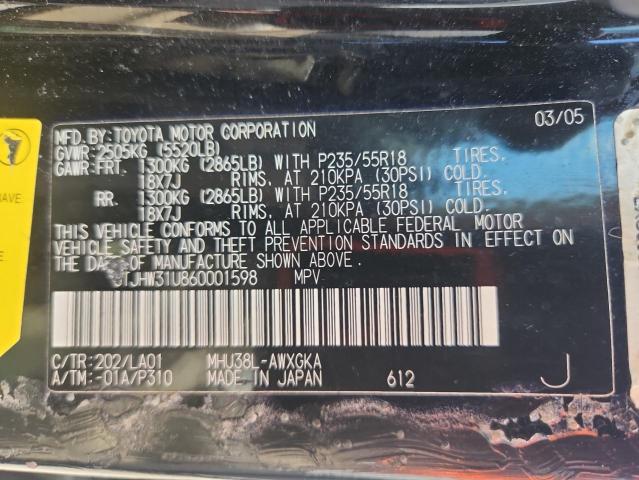 03/05
MFD.BY: TOYOTA MOTOR CORPORATION
GVWR: 2505KG (5520LB)
GAWR: FRT. 1300KG (2865LB) WITH P235/55R18 TIRES.
18X7J RIMS, AT 210KPA (30PSI) COLD.
RR. 1300KG (2865LB) WITH P235/55R18 TIRES.
18X7J RIMS, AT 210KPA (30PSI) COLD.
THIS VEHICLE CONFORMS TO ALL APPLICABLE FEDERAL MOTOR
VEHICLE SAFETY AND THEFT PREVENTION STANDARDS IN EFFECT ON
THE DATE OF MANUFACTURE SHOWN ABOVE.
JTJHW31U860001598 MPV
C/TR: 202/LA01 MHU38L-AWXGKA
A/TM: -01A/P310 MADE IN JAPAN 612 J